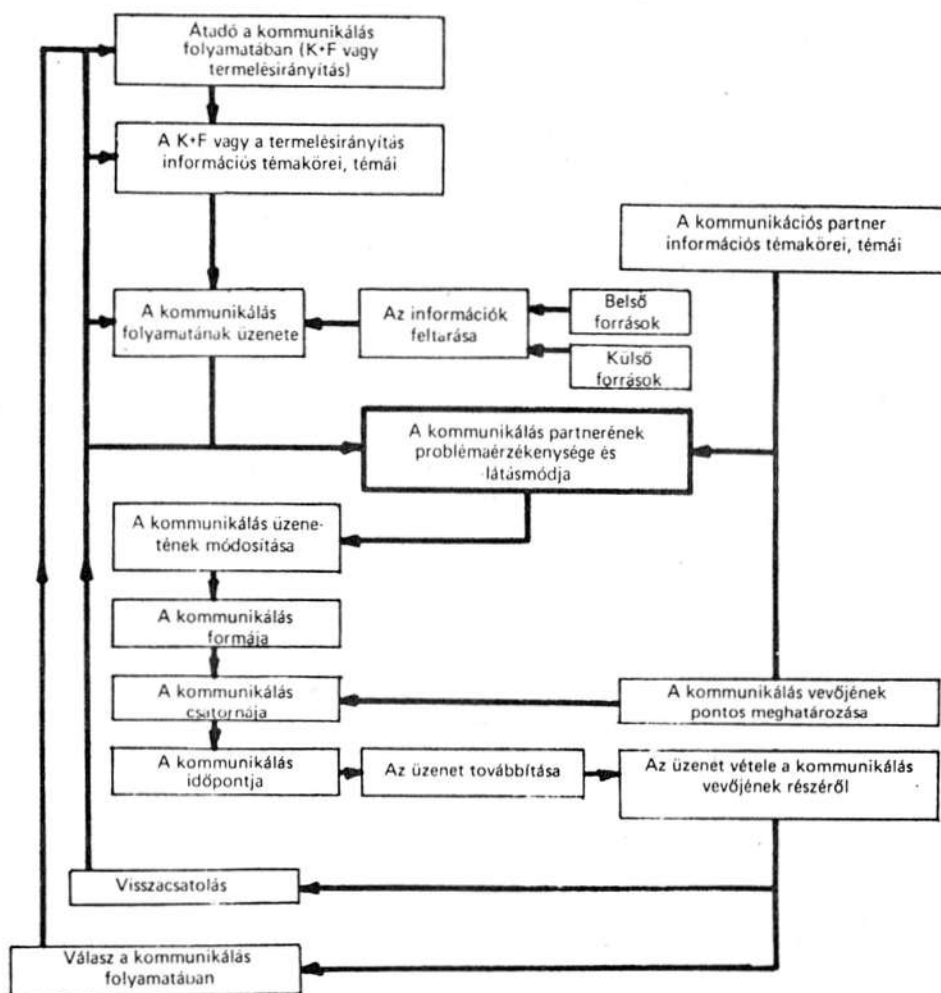 Átadó a kommunikálás
folyamatában (K+F vagy
termelésirányítás)
A K+F vagy a termelésirányítás
információs témakörei, témái
A kommunikációs partner
információs témakörei, témái
A kommunikálás
folyamatának üzenete
Az információk
feltárása
Belső
források
Külső
források
A kommunikálás partnerének
problémaérzékenysége és
látásmódja
A kommunikálás üzene-
tének módosítása
A kommunikálás
formája
A kommunikálás
csatornája
A kommunikálás vevőjének
pontos meghatározása
A kommunikálás
időpontja
Az üzenet továbbítása
Az üzenet vétele a kommunikálás
vevőjének részéről
Visszacsatolás
Válasz a kommunikálás
folyamatában